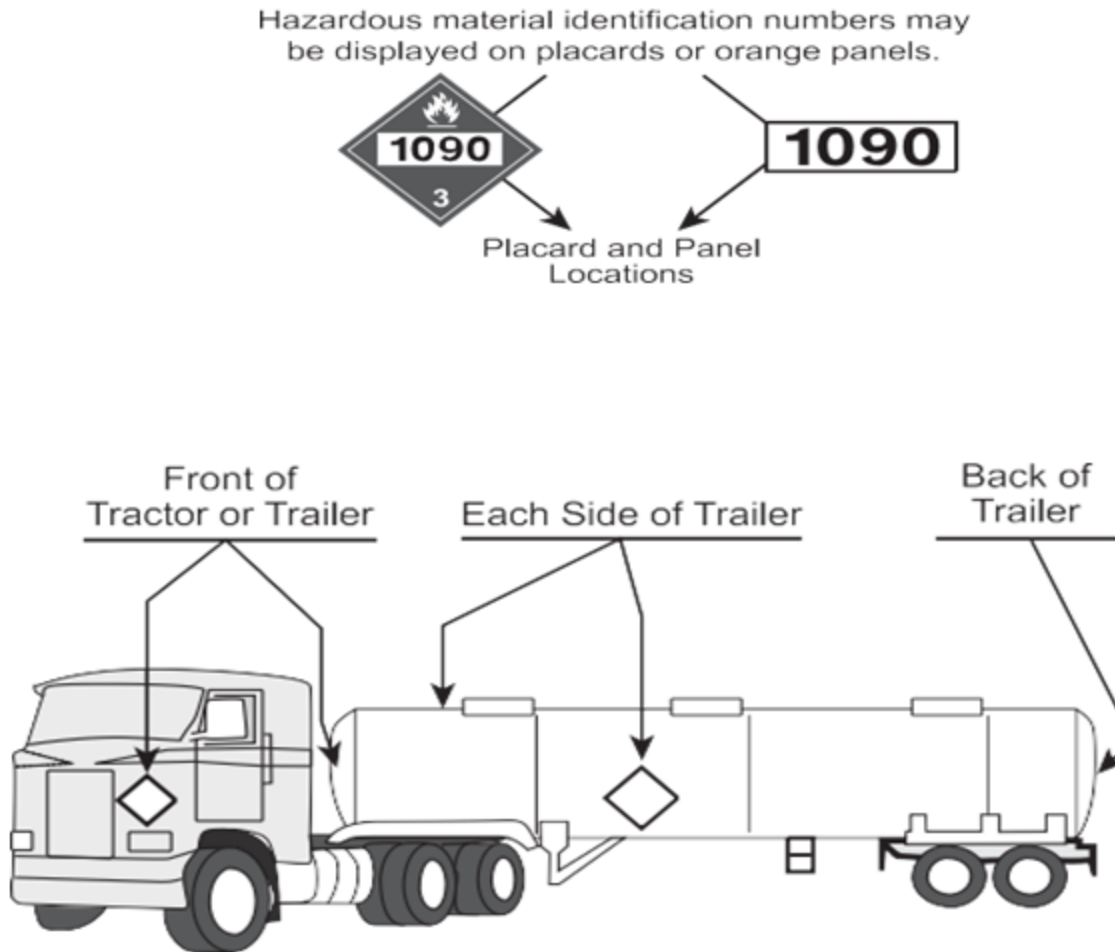 Hazardous material identification numbers may
be displayed on placards or orange panels.
1090
3
1090
Placard and Panel
Locations
Front of
Tractor or Trailer
Each Side of Trailer
Back of
Trailer